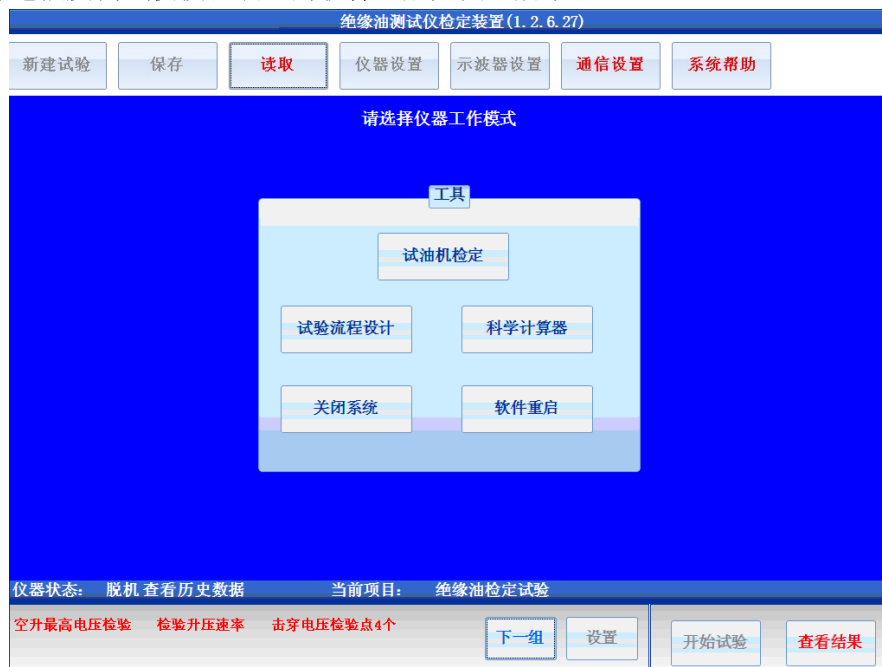 绝缘油测试仪检定装置(1.2.6.27)
新建试验 保存 读取 仪器设置 示波器设置 通信设置 系统帮助
请选择仪器工作模式
工具
试油机检定
试验流程设计 科学计算器
关闭系统 软件重启
仪器状态: 脱机 查看历史数据 当前项目: 绝缘油检定试验
空升最高电压检验 检验升压速率 击穿电压检验点4个 下一组 设置 开始试验 查看结果